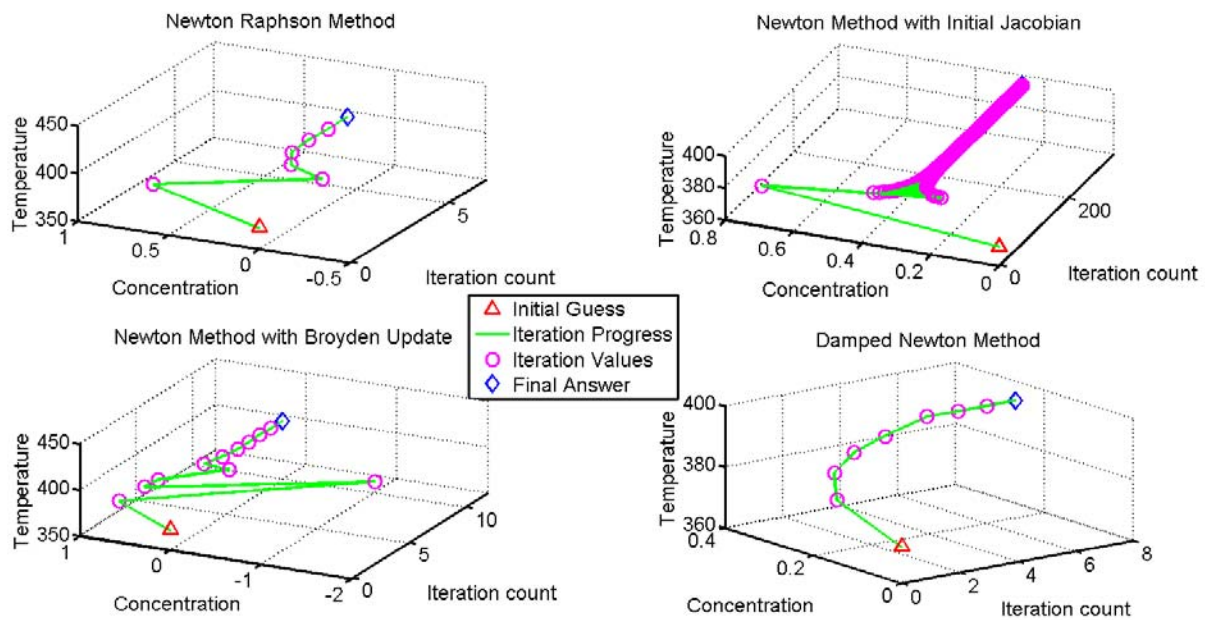 Newton Raphson Method
450
400
350
Temperature
1
0.5
0
-0.5
Concentration
0
5
Iteration count
Newton Method with Initial Jacobian
400
380
360
Temperature
0.8
0.6
0.4
0.2
0
Concentration
0
200
Iteration count
Initial Guess
Iteration Progress
Iteration Values
Final Answer
Newton Method with Broyden Update
450
400
350
Temperature
1
0
-1
-2
Concentration
0
5
10
Iteration count
Damped Newton Method
400
380
360
Temperature
0.4
0.2
0
Concentration
0
2
4
6
8
Iteration count